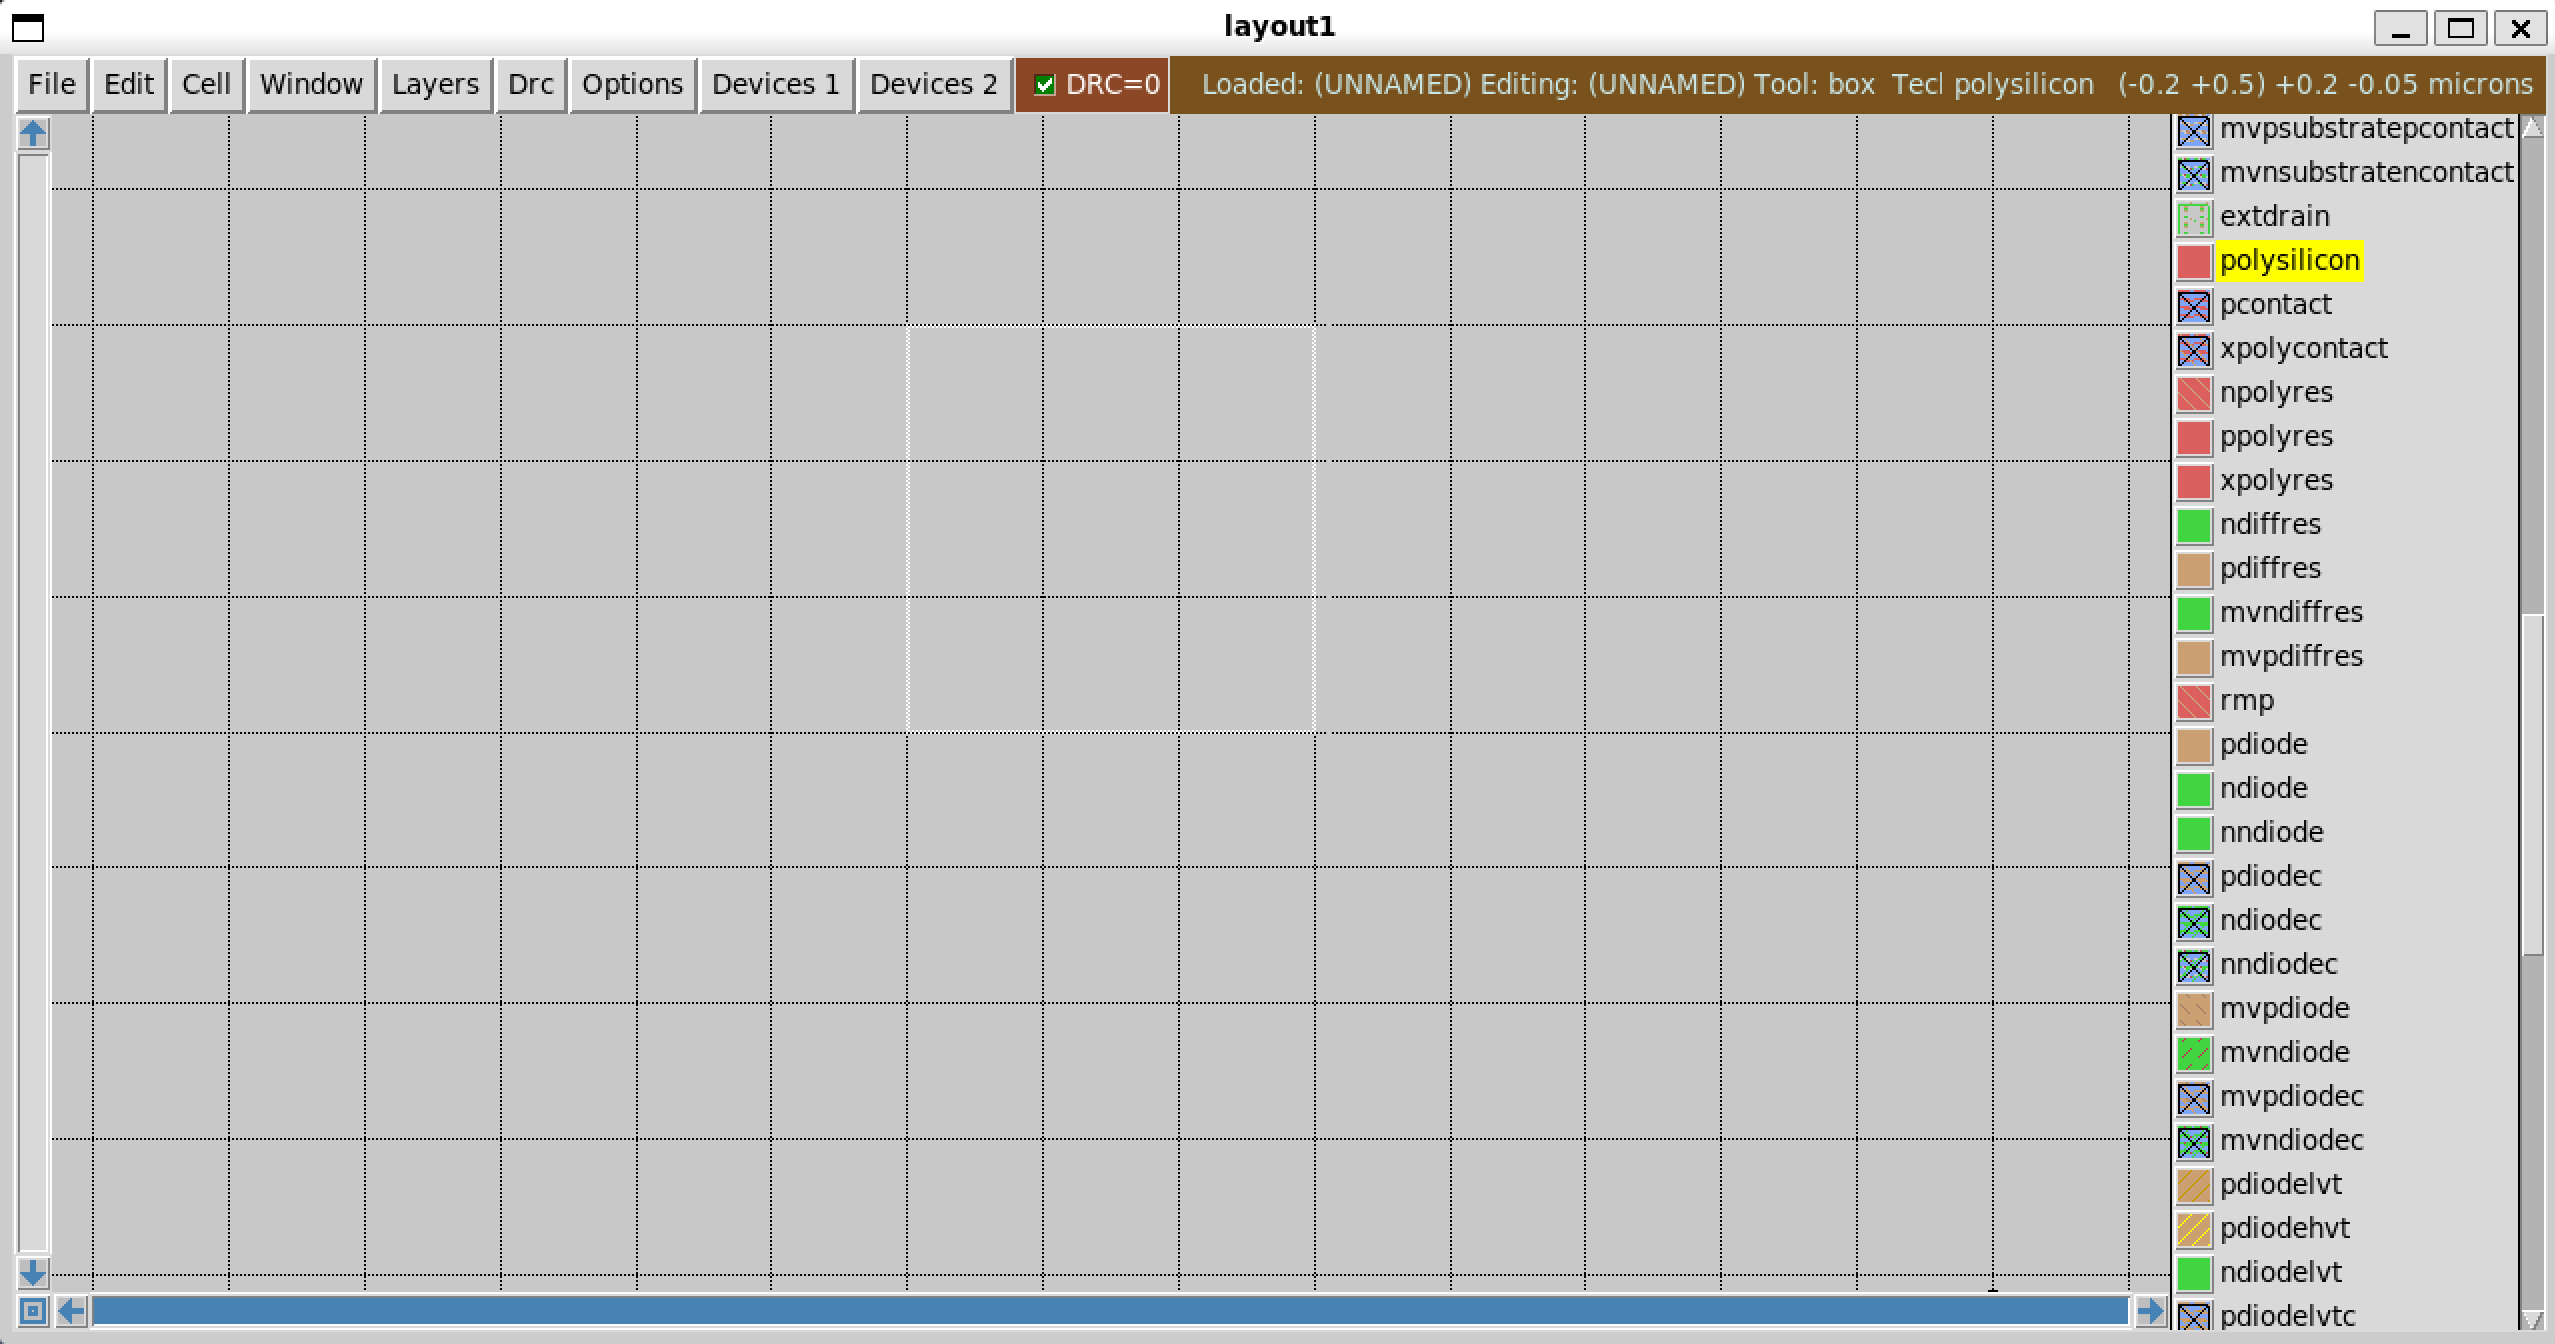 layout1
File Edit Cell Window Layers Drc Options Devices 1 Devices 2 DRC=0 Loaded: (UNNAMED) Editing: (UNNAMED) Tool: box Tecl polysilicon (-0.2 +0.5) +0.2 -0.05 microns
mvpsubstratepcontact
mvnsubstratencontact
extdrain
polysilicon
pcontact
xpolycontact
npolyres
ppolyres
xpolyres
ndiffres
pdiffres
mvndiffres
mvpdiffres
rmp
pdiode
ndiode
nndiode
pdiodec
ndiodec
nndiodec
mvpdiode
mvndiode
mvpdiodec
mvndiodec
pdiodelvt
pdiodehvt
ndiodelvt
pdiodelvtc